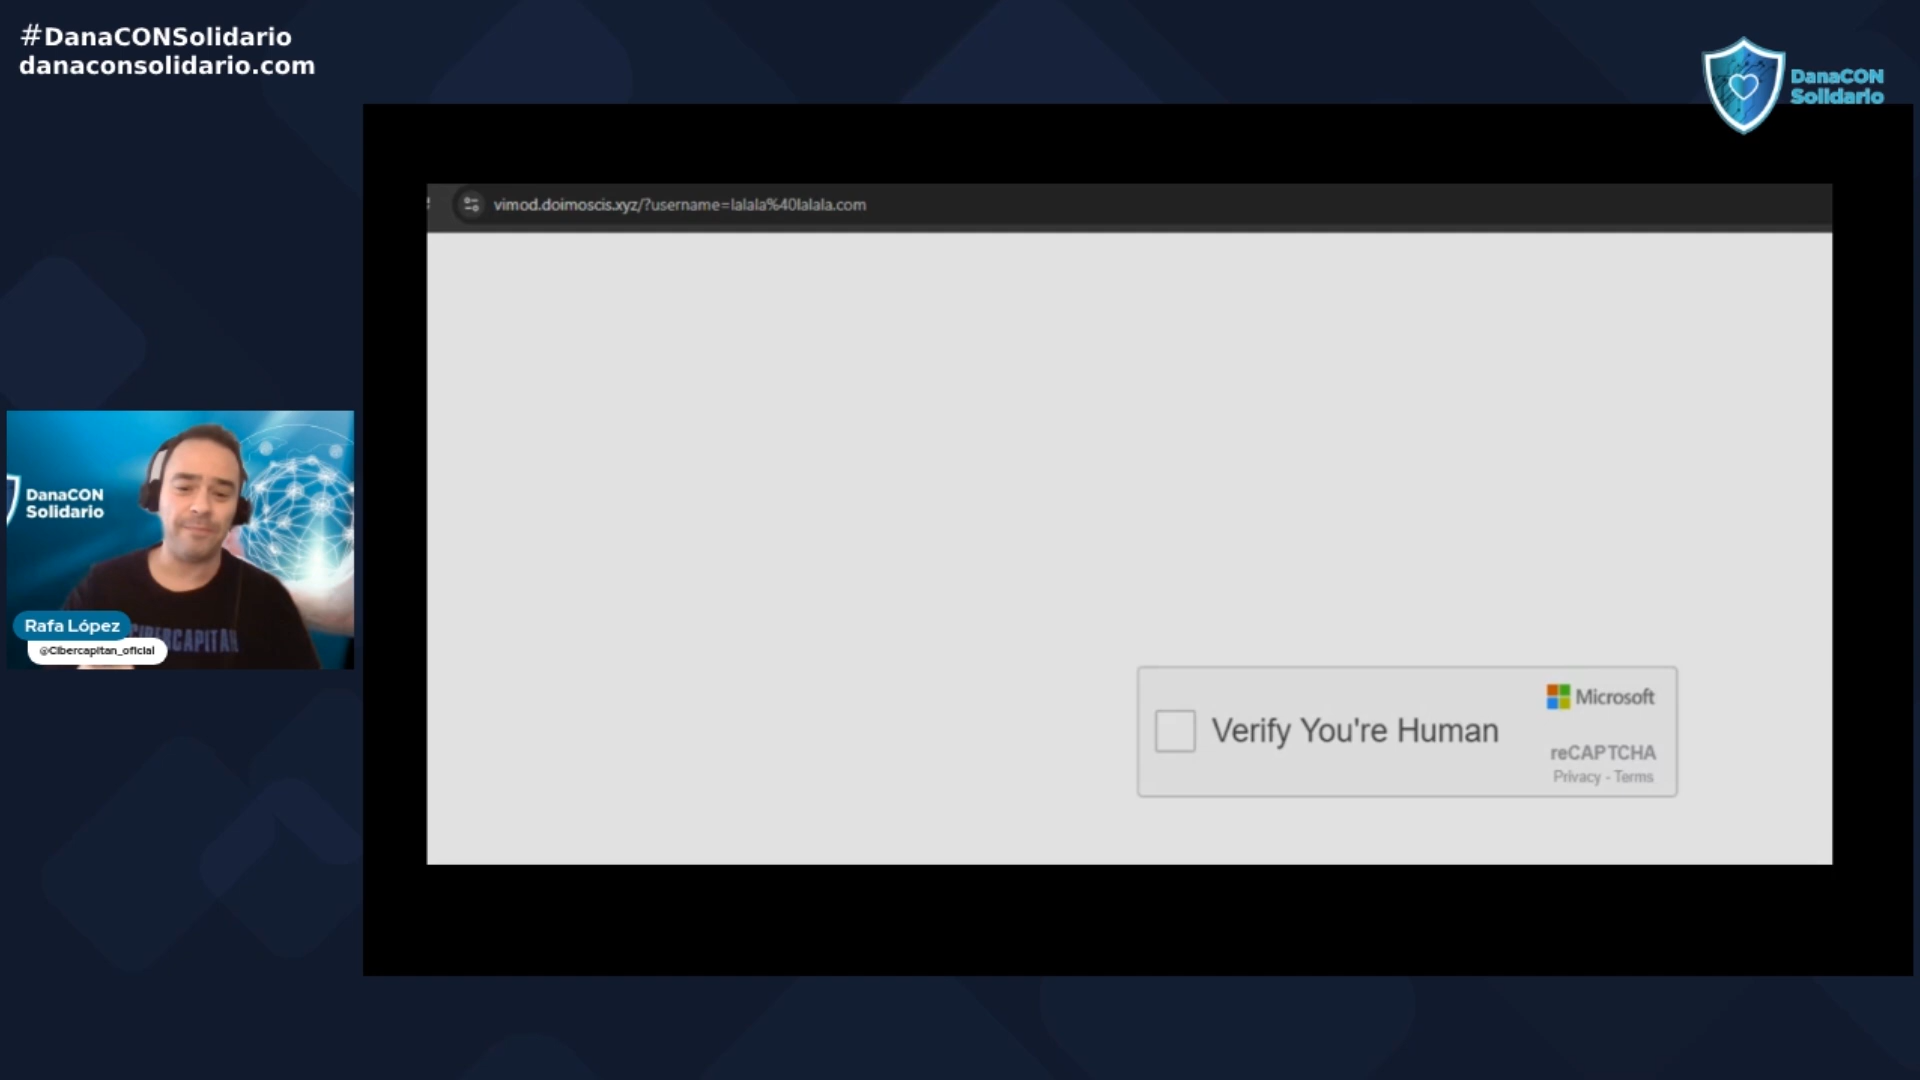 #DanaCONSolidario
danaconsolidario.com
DanaCON
Solidario
vimod.doimoscis.xyz/?username=lalala%40lalala.com
DanaCON
Solidario
CIBERCAPITAN
Rafa López
@Cibercapitan_oficial
Verify You're Human
Microsoft
reCAPTCHA
Privacy - Terms